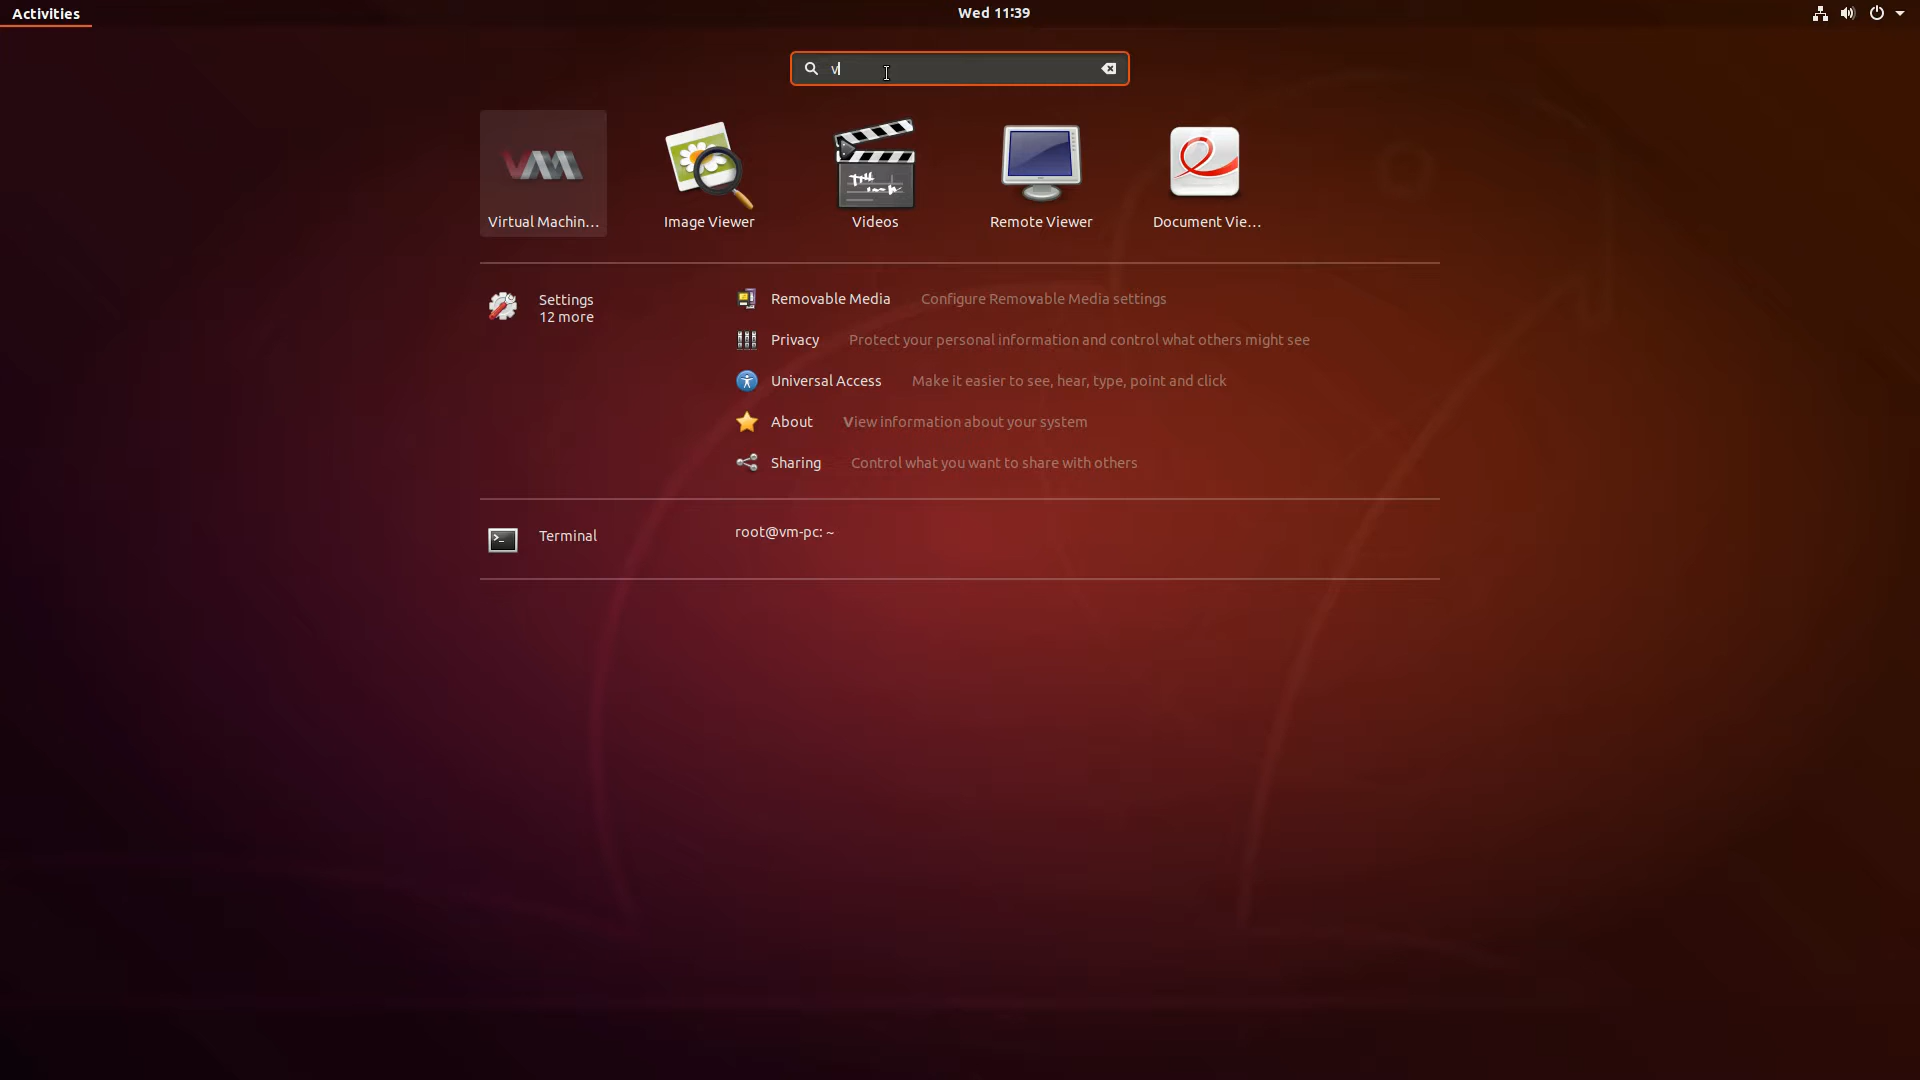 Activities
Wed 11:39
v
VM
Virtual Machin...
Image Viewer
Videos
Remote Viewer
Document Vie...
Settings
12 more
Removable Media Configure Removable Media settings
Privacy Protect your personal information and control what others might see
Universal Access Make it easier to see, hear, type, point and click
About View information about your system
Sharing Control what you want to share with others
Terminal
root@vm-pc: ~